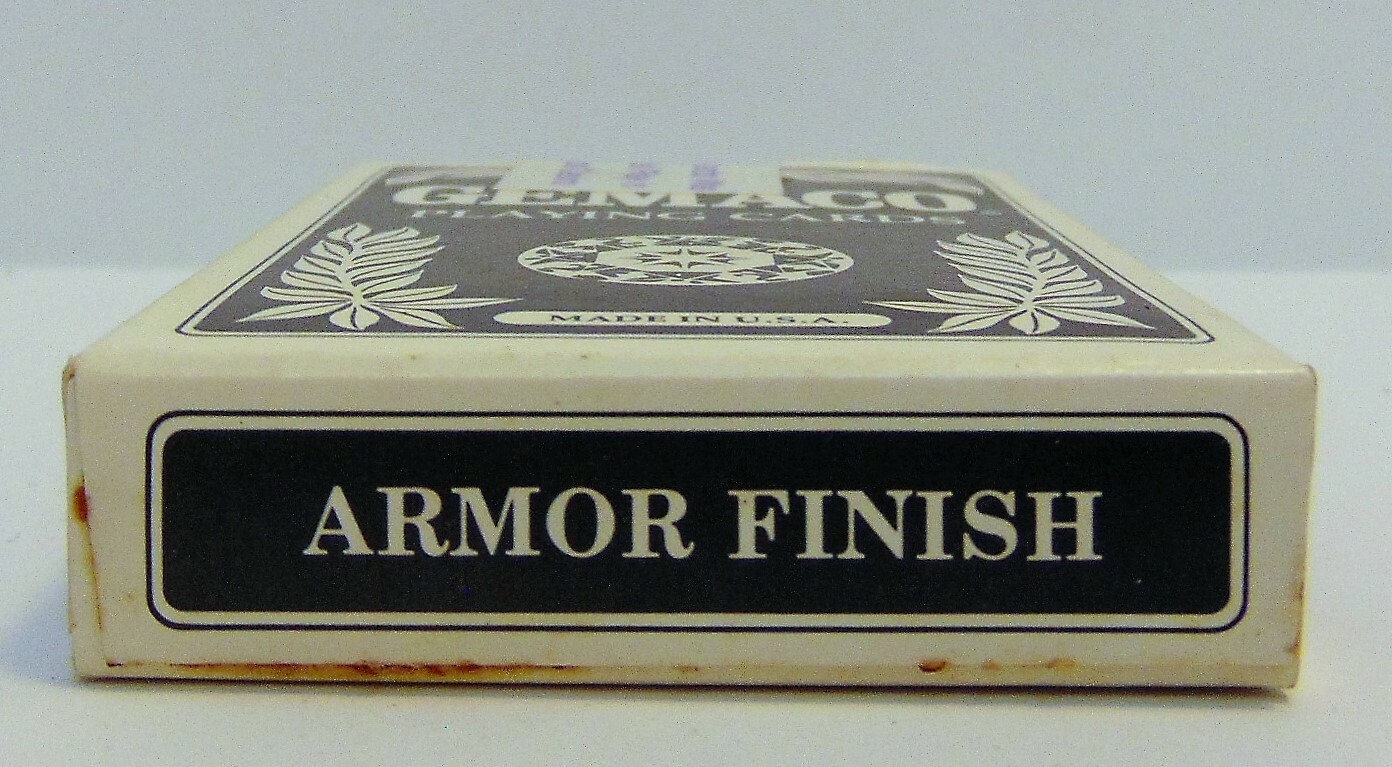 GEMACO®
PLAYING CARDS
MADE IN U.S.A.
ARMOR FINISH